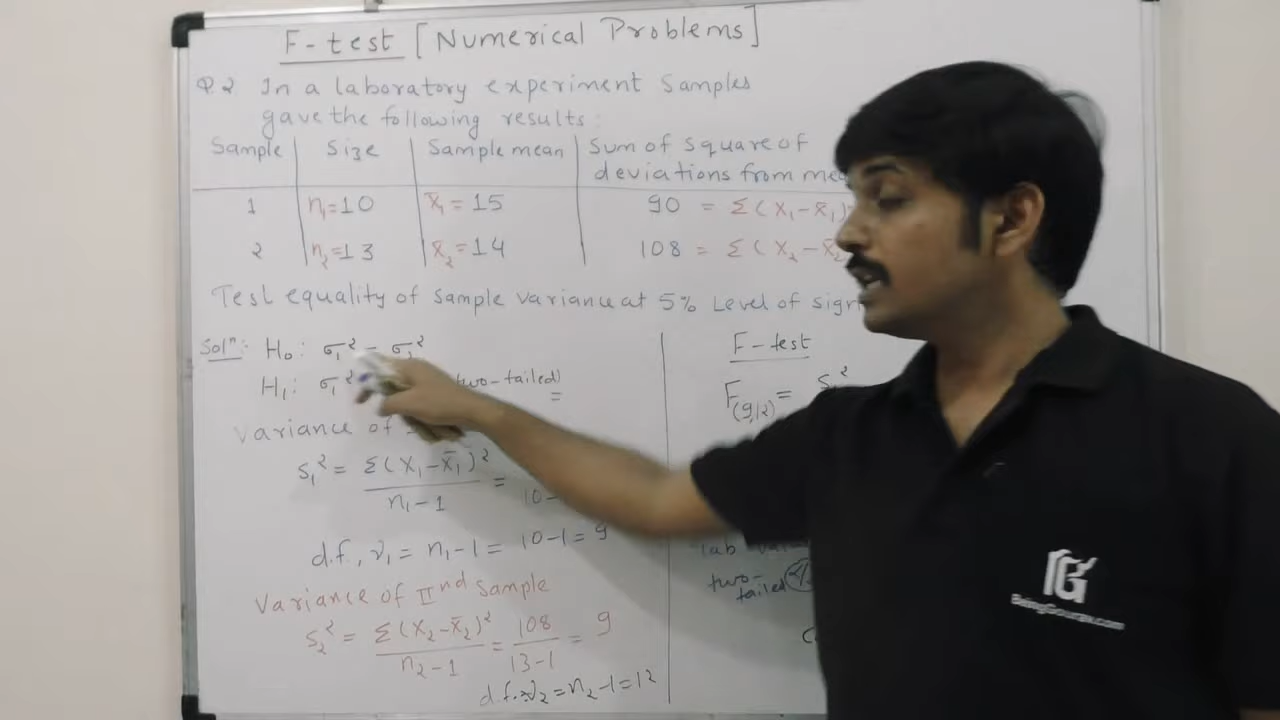 F-test [Numerical Problems]
Q.2 In a laboratory experiment samples
gave the following results:
Sample Size Sample mean Sum of square of
deviations from
1 n₁=10 x̄₁=15 90 = Σ(X₁-X̄₁)
2 n₂=13 x̄₂=14 108 = Σ(X₂-X̄₂
Test equality of sample variance at 5% Level of
Solⁿ: H₀: σ₁² = σ₂²
H₁: σ₁² two-tailed)
Variance of
S₁² = Σ(X₁-X̄₁)² / n₁-1 = 10-
d.f, ν₁ = n₁-1 = 10-1 = 9
Variance of IInd Sample
S₂² = Σ(X₂-X̄₂)² / n₂-1 = 108 / 13-1 = 9
d.f. ν₂ = n₂-1 = 12
F-test
F(9,12) =
two-
tailed
BeingGourav.com